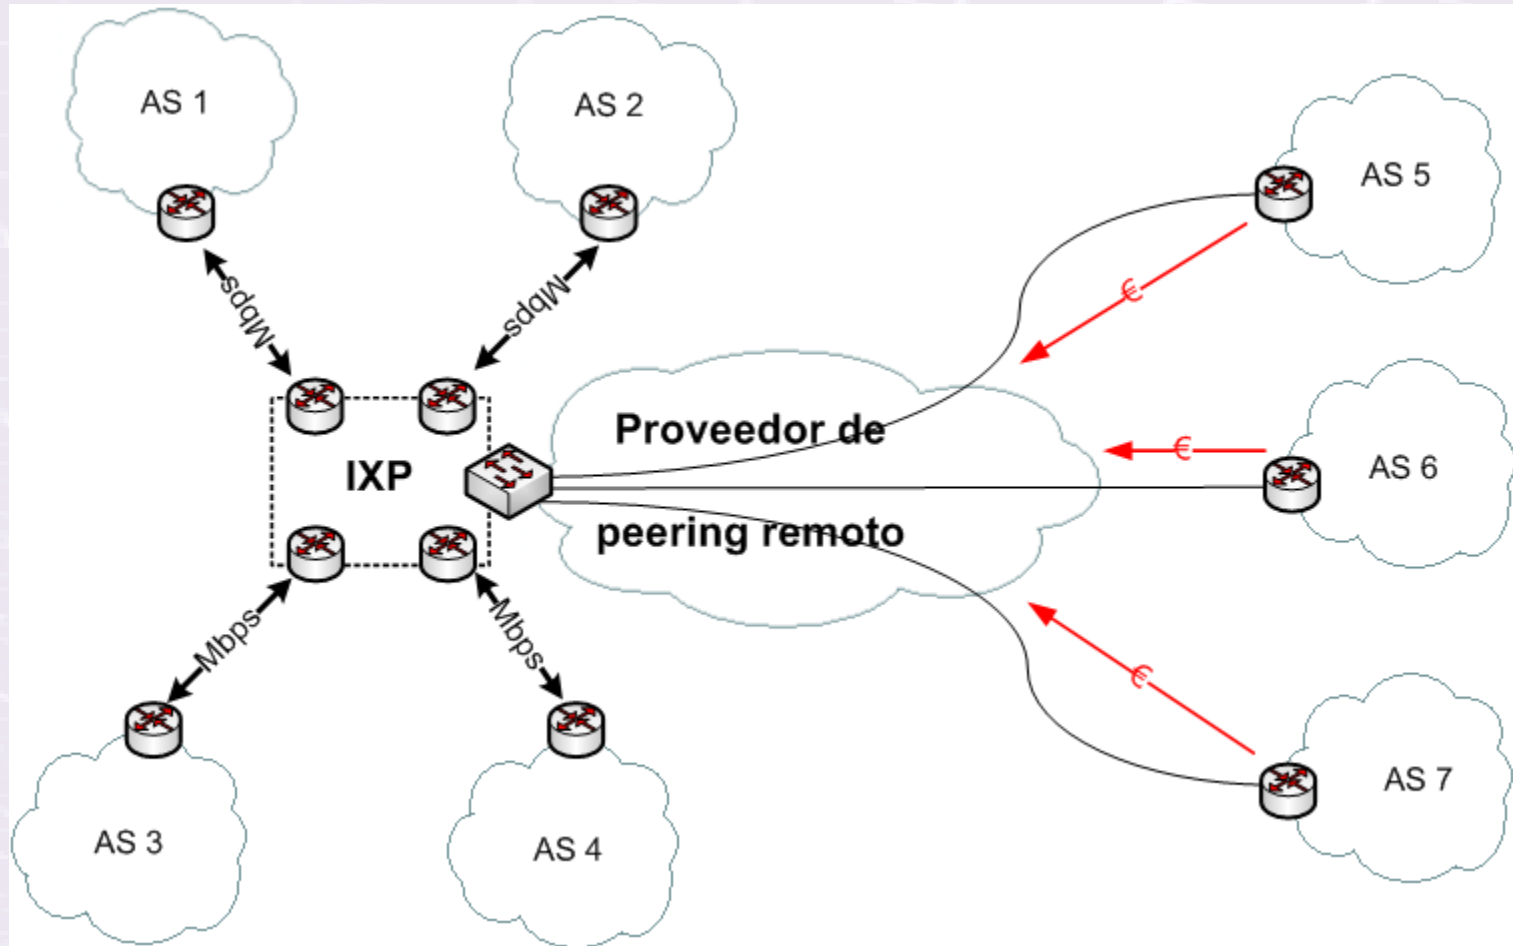 AS 1
AS 2
AS 5
Mbps
Mbps
€
Proveedor de
€
AS 6
IXP
peering remoto
Mbps
Mbps
€
AS 7
AS 3
AS 4